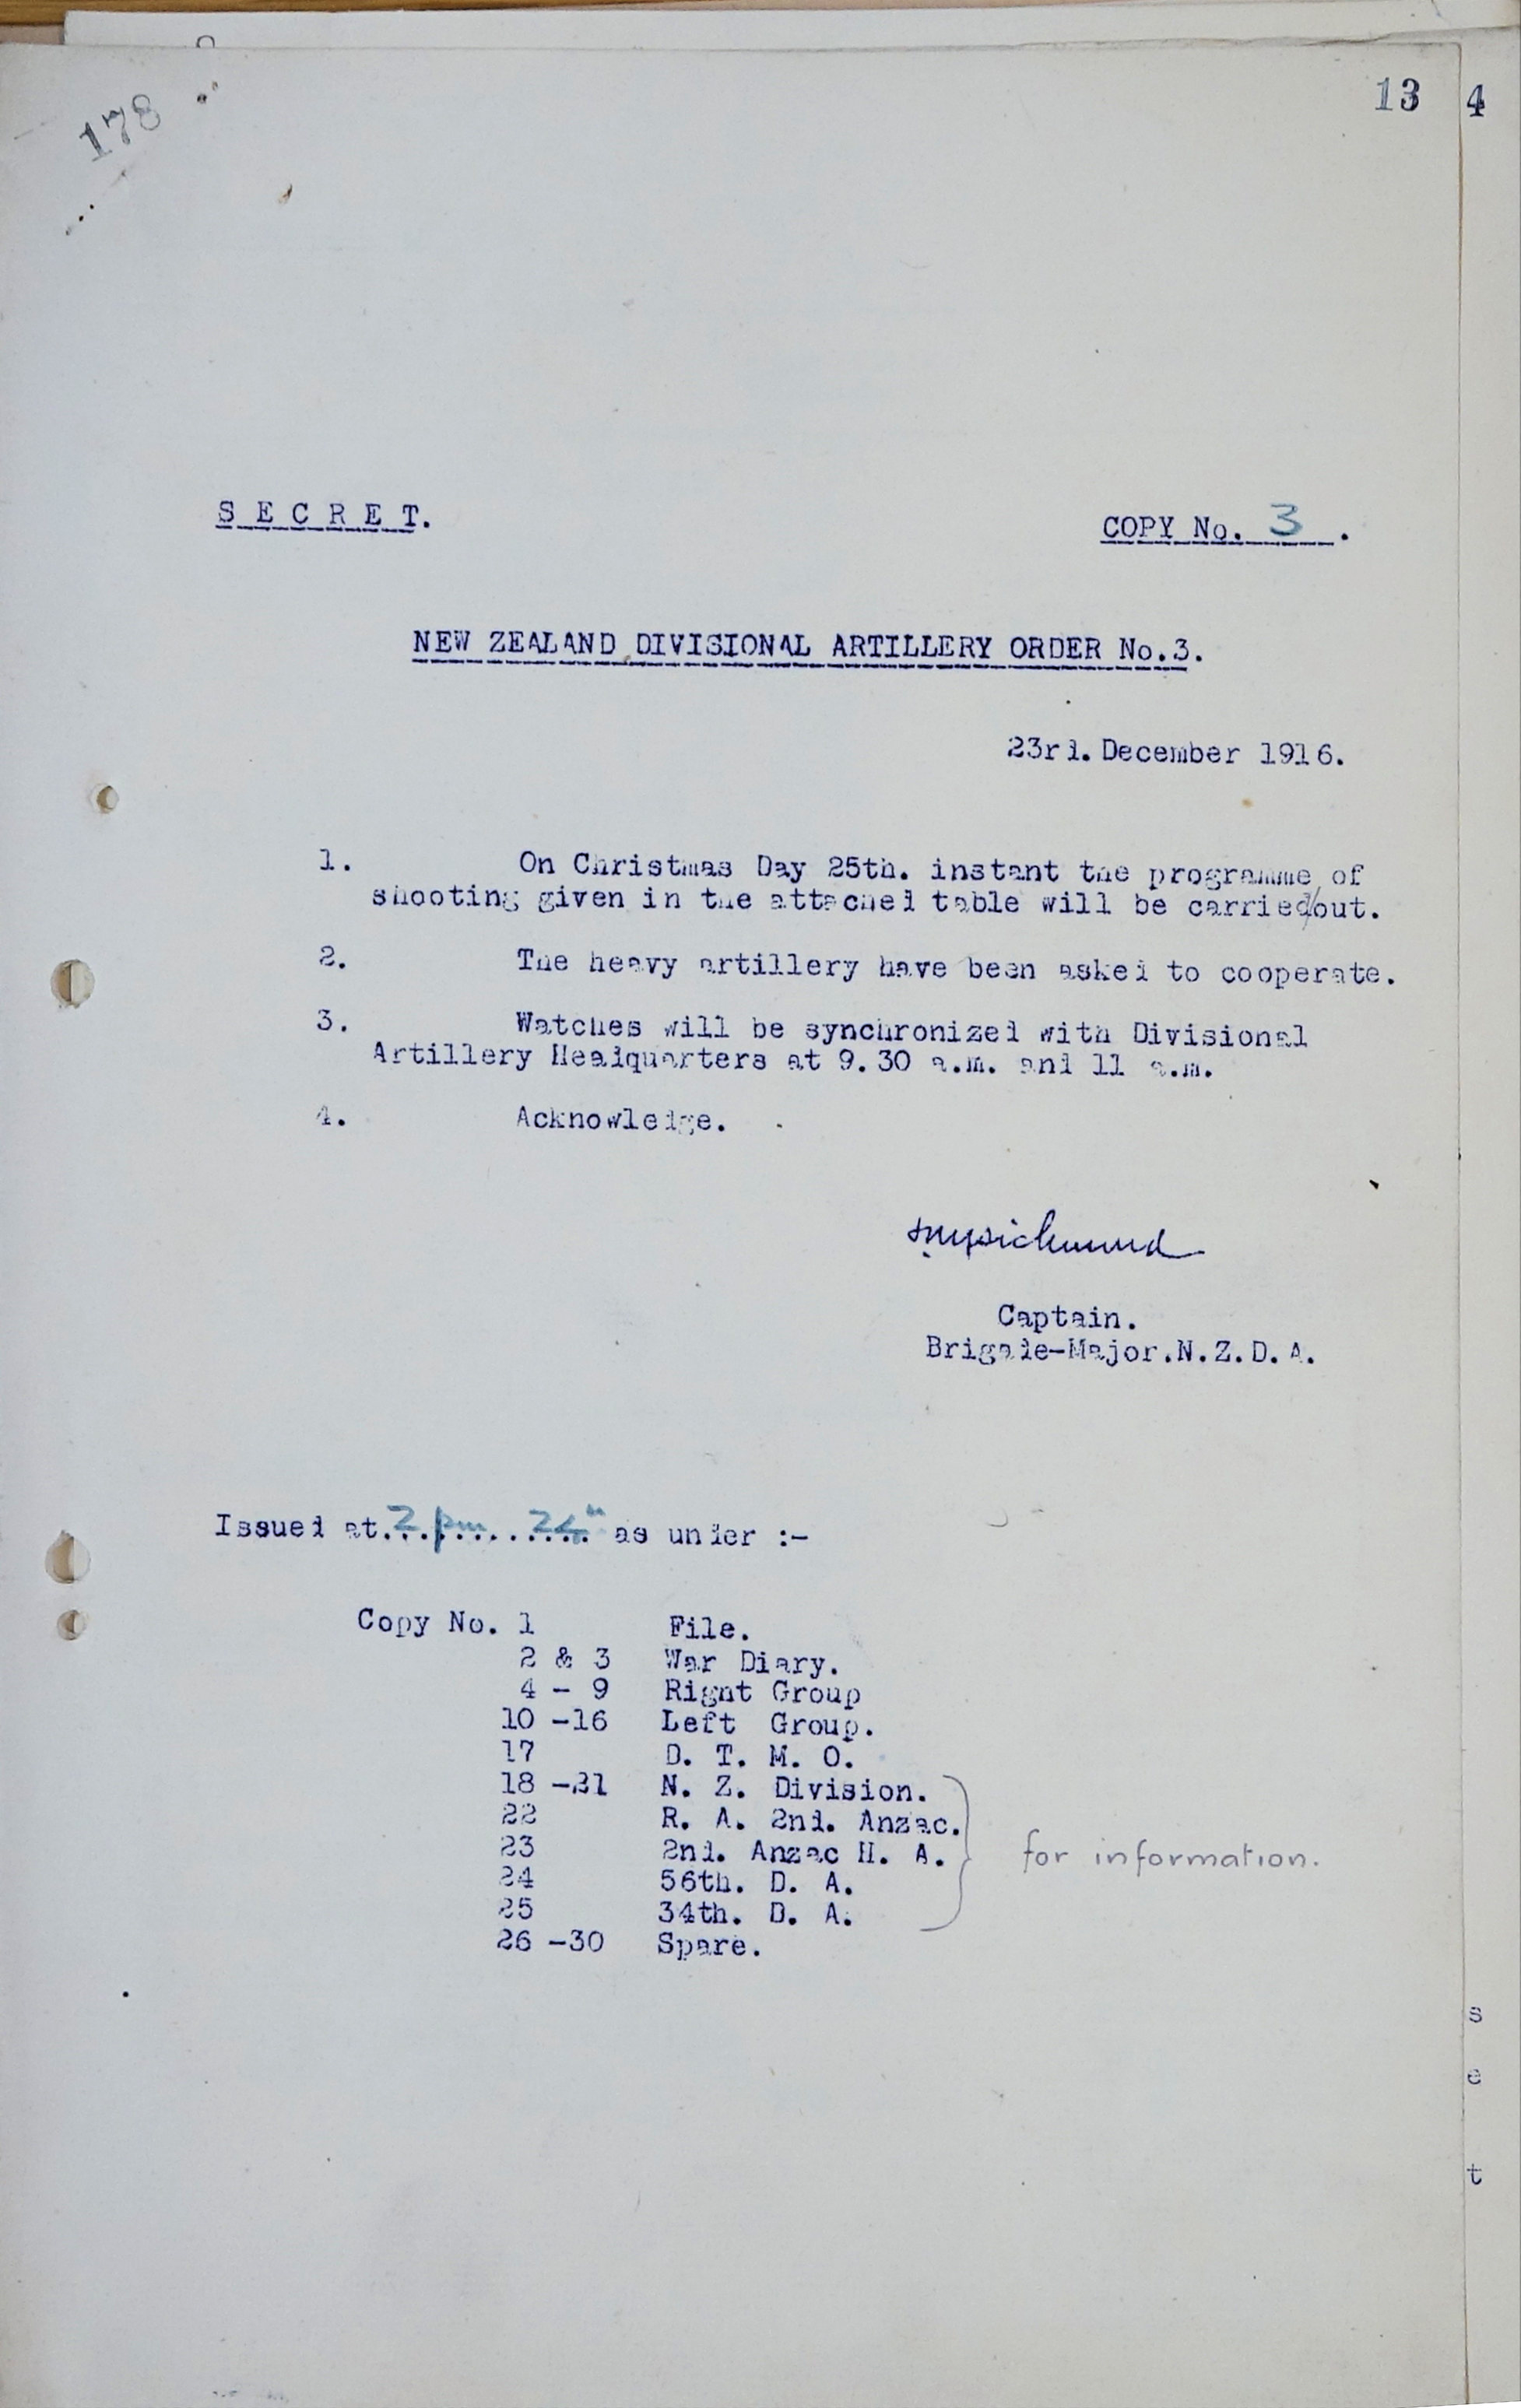 178
13
4
S E C R E T.
COPY No. 3 .
NEW ZEALAND DIVISIONAL ARTILLERY ORDER No.3.
23rd. December 1916.
1. On Christmas Day 25th. instant the programme of
shooting given in the attached table will be carried/out.
2. The heavy artillery have been asked to cooperate.
3. Watches will be synchronized with Divisional
Artillery Headquarters at 9.30 a.m. and 11 a.m.
4. Acknowledge.
Captain.
Brigade-Major.N.Z.D.A.
Issued at 2 pm 24th as under :-
Copy No. 1 File.
2 & 3 War Diary.
4 - 9 Right Group
10 -16 Left Group.
17 D. T. M. O.
18 -21 N. Z. Division.
22 R. A. 2nd. Anzac.
23 2nd. Anzac H. A. for information.
24 56th. D. A.
25 34th. D. A.
26 -30 Spare.
s
e
t